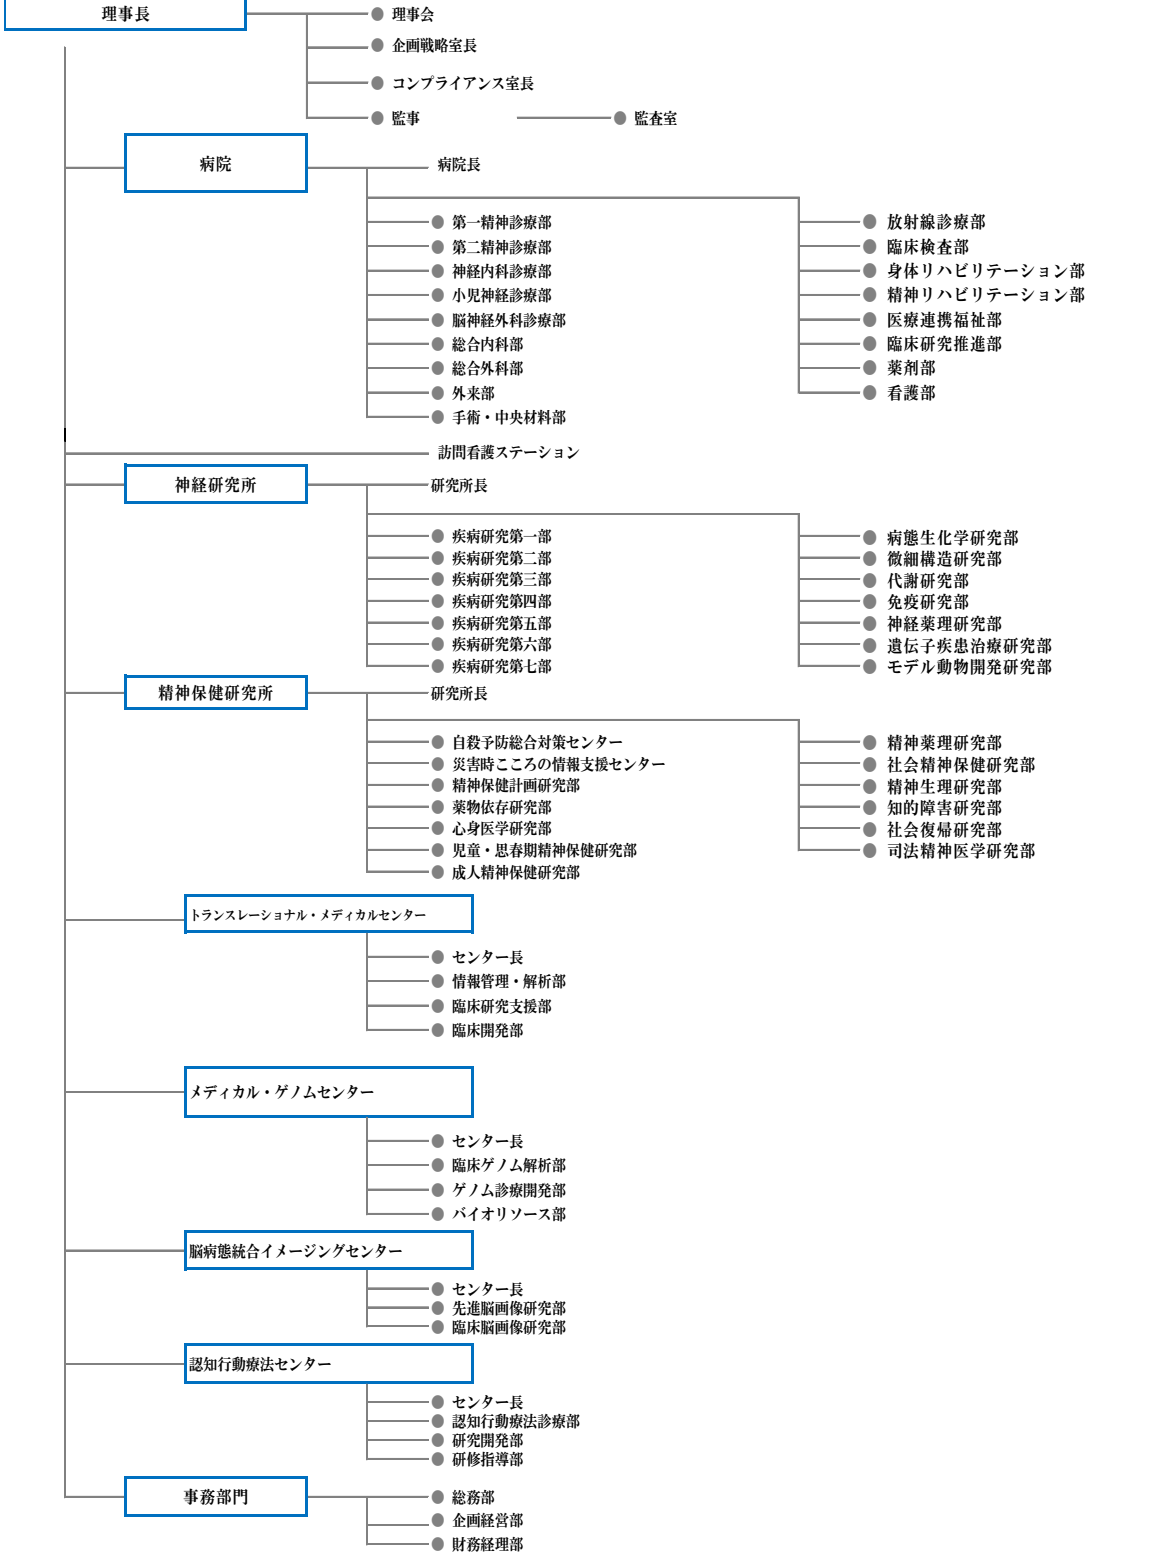 理事長
理事会
企画戦略室長
コンプライアンス室長
監事
監査室
病院
病院長
第一精神診療部
第二精神診療部
神経内科診療部
小児神経診療部
脳神経外科診療部
総合内科部
総合外科部
外来部
手術・中央材料部
放射線診療部
臨床検査部
身体リハビリテーション部
精神リハビリテーション部
医療連携福祉部
臨床研究推進部
薬剤部
看護部
訪問看護ステーション
神経研究所
研究所長
疾病研究第一部
疾病研究第二部
疾病研究第三部
疾病研究第四部
疾病研究第五部
疾病研究第六部
疾病研究第七部
病態生化学研究部
微細構造研究部
代謝研究部
免疫研究部
神経薬理研究部
遺伝子疾患治療研究部
モデル動物開発研究部
精神保健研究所
研究所長
自殺予防総合対策センター
災害時こころの情報支援センター
精神保健計画研究部
薬物依存研究部
心身医学研究部
児童・思春期精神保健研究部
成人精神保健研究部
精神薬理研究部
社会精神保健研究部
精神生理研究部
知的障害研究部
社会復帰研究部
司法精神医学研究部
トランスレーショナル・メディカルセンター
センター長
情報管理・解析部
臨床研究支援部
臨床開発部
メディカル・ゲノムセンター
センター長
臨床ゲノム解析部
ゲノム診療開発部
バイオリソース部
脳病態統合イメージングセンター
センター長
先進脳画像研究部
臨床脳画像研究部
認知行動療法センター
センター長
認知行動療法診療部
研究開発部
研修指導部
事務部門
総務部
企画経営部
財務経理部